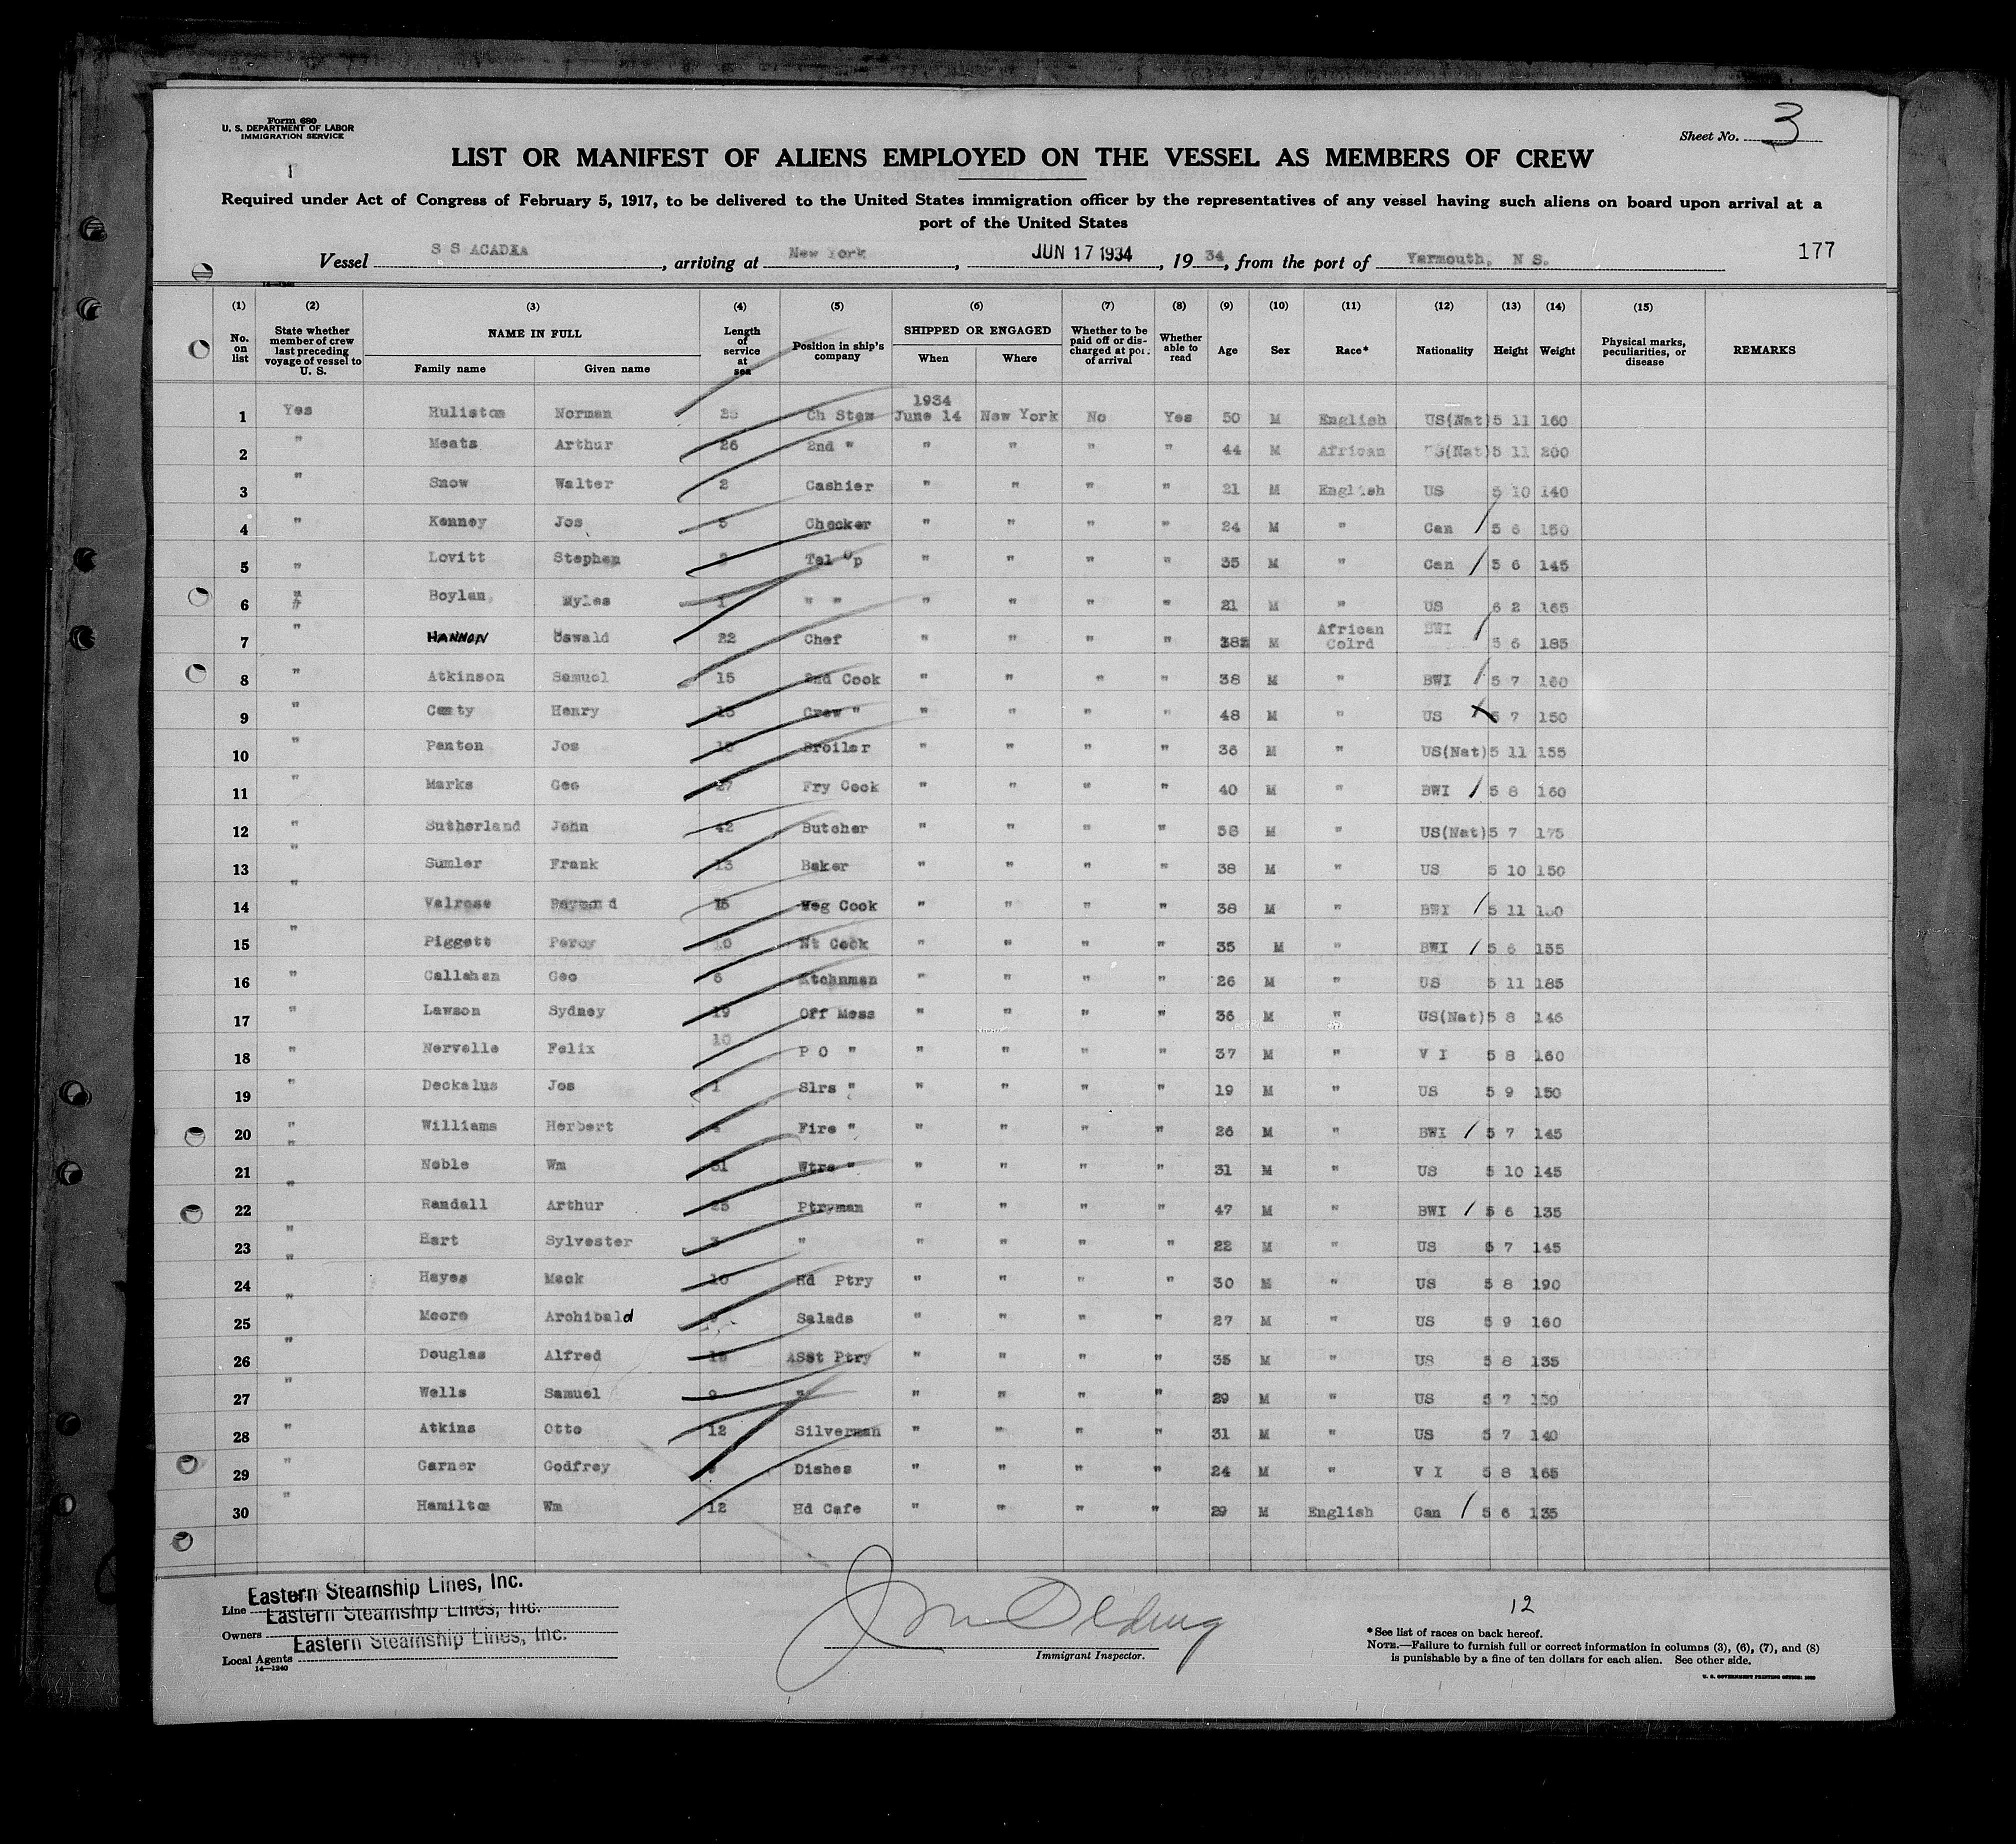 Form 680
U. S. DEPARTMENT OF LABOR
IMMIGRATION SERVICE
Sheet No. 3
LIST OR MANIFEST OF ALIENS EMPLOYED ON THE VESSEL AS MEMBERS OF CREW
Required under Act of Congress of February 5, 1917, to be delivered to the United States immigration officer by the representatives of any vessel having such aliens on board upon arrival at a
port of the United States
Vessel S S ACADIA, arriving at New York, JUN 17 1934, 19 34, from the port of Yarmouth, N S. 177
14—1240
(1) (2) (3) (4) (5) (6) (7) (8) (9) (10) (11) (12) (13) (14) (15)
No. on list State whether member of crew last preceding voyage of vessel to U. S. NAME IN FULL Family name Given name Length of service at sea Position in ship's company SHIPPED OR ENGAGED When Where Whether to be paid off or discharged at port of arrival Whether able to read Age Sex Race* Nationality Height Weight Physical marks, peculiarities, or disease REMARKS
1934
1 Yes Norman Ch Stew June 14 New York No Yes 50 M English US(Nat) 5 11 160
2 " Meats Arthur 26 2nd " " " " " 44 M African US(Nat) 5 11 200
3 " Snow Walter 2 Cashier " " " " 21 M English US 5 10 140
4 " Kenney Jos 5 Checker " " " " 24 M " Can / 5 6 150
5 " Lovitt Stephen Tel Op " " " " 35 M " Can / 5 6 145
6 " Boylan, Myles 1 " " " " " " 21 M " US 6 2 165
7 " HANNON Oswald 22 Chef " " " " 38 M African Colrd BWI / 5 6 185
8 " Atkinson Samuel 15 2nd Cook " " " " 38 M " BWI / 5 7 160
9 " Henry Crew " " " " " 48 M " US 5 7 150
10 " Panton Jos Broiler " " " " 36 M " US(Nat) 5 11 155
11 " Marks Geo 27 Fry Cook " " " " 40 M " BWI / 5 8 160
12 " Sutherland John 42 Butcher " " " " 58 M " US(Nat) 5 7 175
13 " Sumler Frank 13 Baker " " " " 38 M " US 5 10 150
14 " Valrose 15 Veg Cook " " " " 38 M " BWI / 5 11
15 " Piggett Percy 10 Nt Cook " " " " 35 M " BWI / 5 6 155
16 " Callahan Geo 6 Ktchnman " " " " 26 M " US 5 11 185
17 " Lawson Sydney 19 Off Mess " " " " 36 M " US(Nat) 5 8 146
18 " Nervelle Felix 10 P O " " " " " 37 M " V I 5 8 160
19 " Deckalus Jos 1 Slrs " " " " " 19 M " US 5 9 150
20 " Williams Herbert Fire " " " " " 26 M " BWI / 5 7 145
21 " Noble Wm Wtrs " " " " " 31 M " US 5 10 145
22 " Randall Arthur 25 Ptryman " " " " 47 M " BWI / 5 6 135
23 " Hart Sylvester 3 " " " " " 22 M " US 5 7 145
24 " Hayes Mack 10 Hd Ptry " " " " 30 M " US 5 8 190
25 " Moore Archibald Salads " " " " 27 M " US 5 9 160
26 " Douglas Alfred ASst Ptry " " " " 35 M " US 5 8 135
27 " Wells Samuel 9 " " " " " 29 M " US 5 7
28 " Atkins Otto 12 Silverman " " " " 31 M " US 5 7 140
29 " Garner Godfrey Dishes " " " " 24 M " V I 5 8 165
30 " Hamilton Wm 12 Hd Cafe " " " " 29 M English Can / 5 6 135
Line Eastern Steamship Lines, Inc.
Owners Eastern Steamship Lines, Inc.
Local Agents Eastern Steamship Lines, Inc.
14—1240
Immigrant Inspector.
12
*See list of races on back hereof.
NOTE.—Failure to furnish full or correct information in columns (3), (6), (7), and (8)
is punishable by a fine of ten dollars for each alien. See other side.